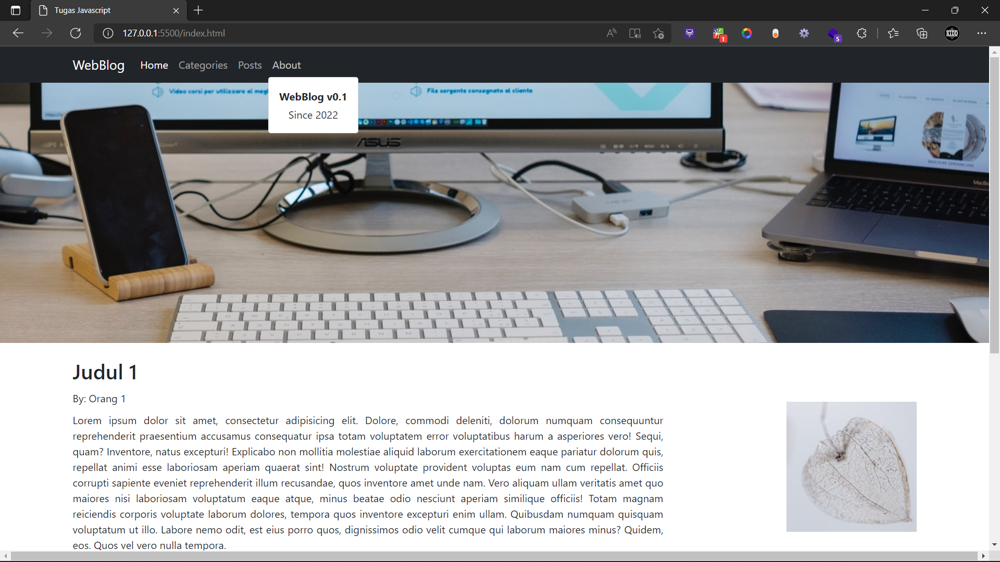 Tugas Javascript
127.0.0.1:5500/index.html
1
5
KIDD
WebBlog Home Categories Posts About
WebBlog v0.1
Since 2022
Video corsi per utilizzare al
File sorgente consegnato al cliente
ASUS
Judul 1
By: Orang 1
Lorem ipsum dolor sit amet, consectetur adipisicing elit. Dolore, commodi deleniti, dolorum numquam consequuntur
reprehenderit praesentium accusamus consequatur ipsa totam voluptatem error voluptatibus harum a asperiores vero! Sequi,
quam? Inventore, natus excepturi! Explicabo non mollitia molestiae aliquid laborum exercitationem eaque pariatur dolorum quis,
repellat animi esse laboriosam aperiam quaerat sint! Nostrum voluptate provident voluptas eum nam cum repellat. Officiis
corrupti sapiente eveniet reprehenderit illum recusandae, quos inventore amet unde nam. Vero aliquam ullam veritatis amet quo
maiores nisi laboriosam voluptatum eaque atque, minus beatae odio nesciunt aperiam similique officiis! Totam magnam
reiciendis corporis voluptate laborum dolores, tempora quos inventore excepturi enim ullam. Quibusdam numquam quisquam
voluptatum ut illo. Labore nemo odit, est eius porro quos, dignissimos odio velit cumque qui laborum maiores minus? Quidem,
eos. Quos vel vero nulla tempora.